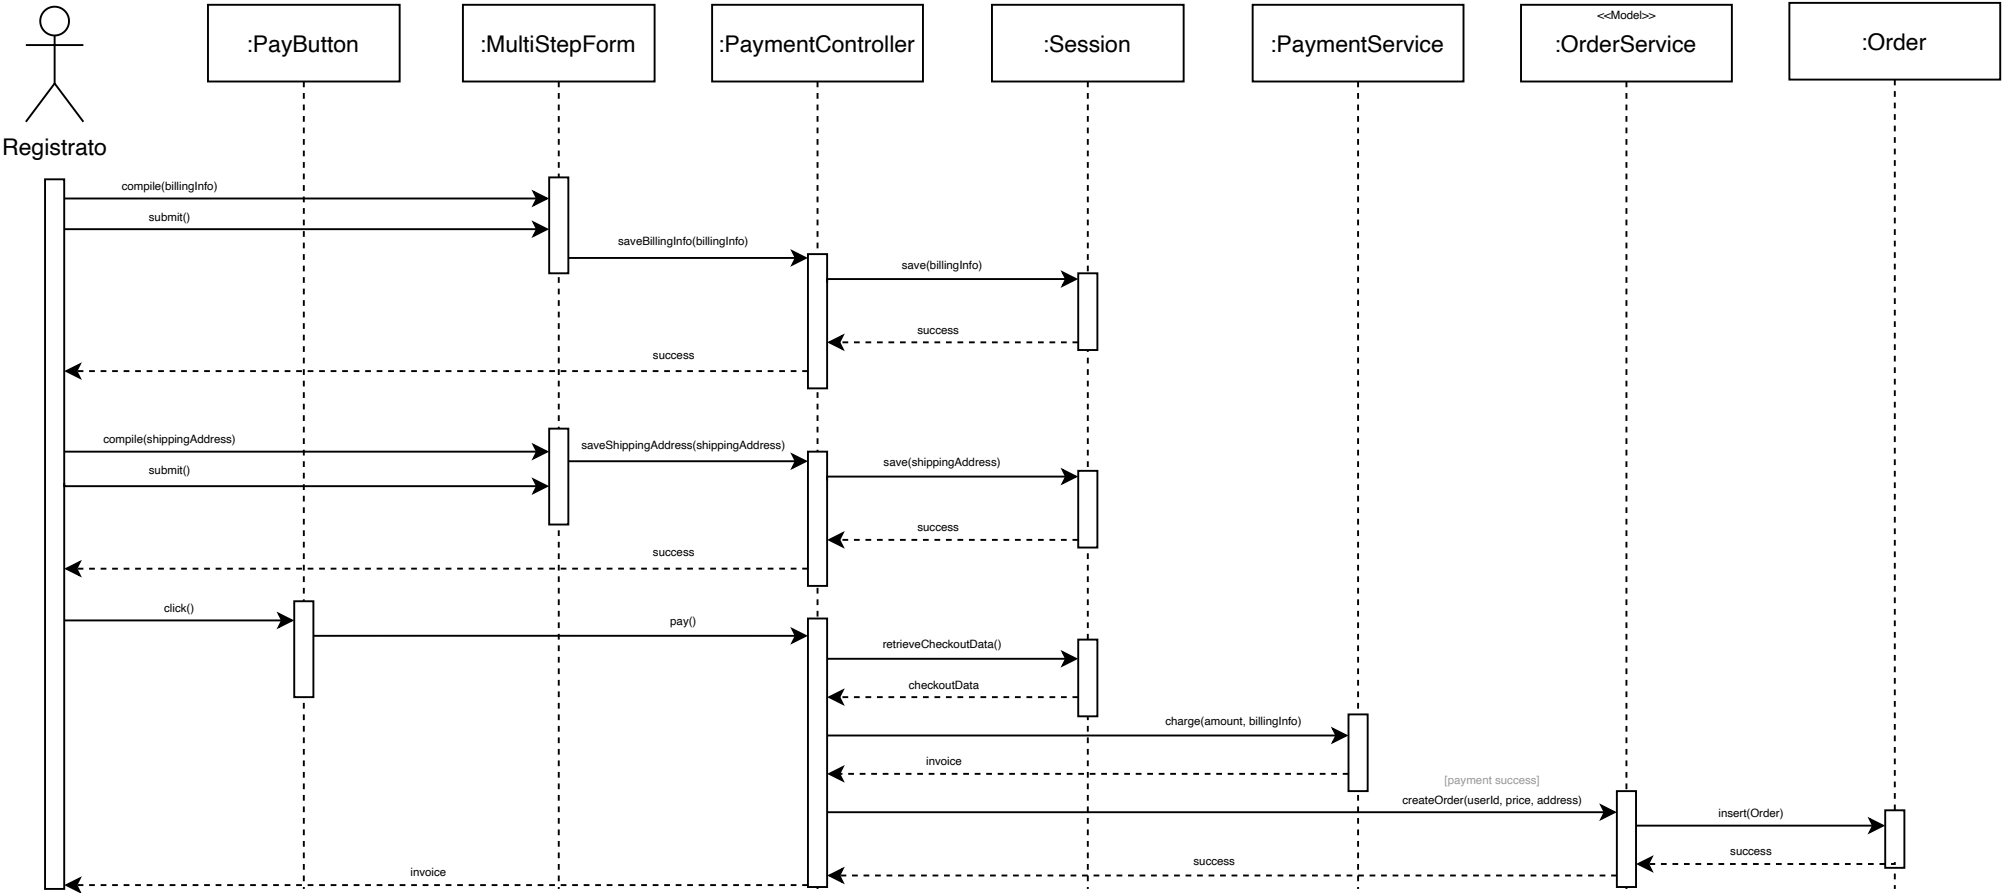 <<Model>>
:PayButton
:MultiStepForm
:PaymentController
:Session
:PaymentService
:OrderService
:Order
Registrato
compile(billingInfo)
submit()
saveBillingInfo(billingInfo)
save(billingInfo)
success
success
compile(shippingAddress)
saveShippingAddress(shippingAddress)
save(shippingAddress)
submit()
success
success
click()
pay()
retrieveCheckoutData()
checkoutData
charge(amount, billingInfo)
invoice
[payment success]
createOrder(userId, price, address)
insert(Order)
success
success
invoice